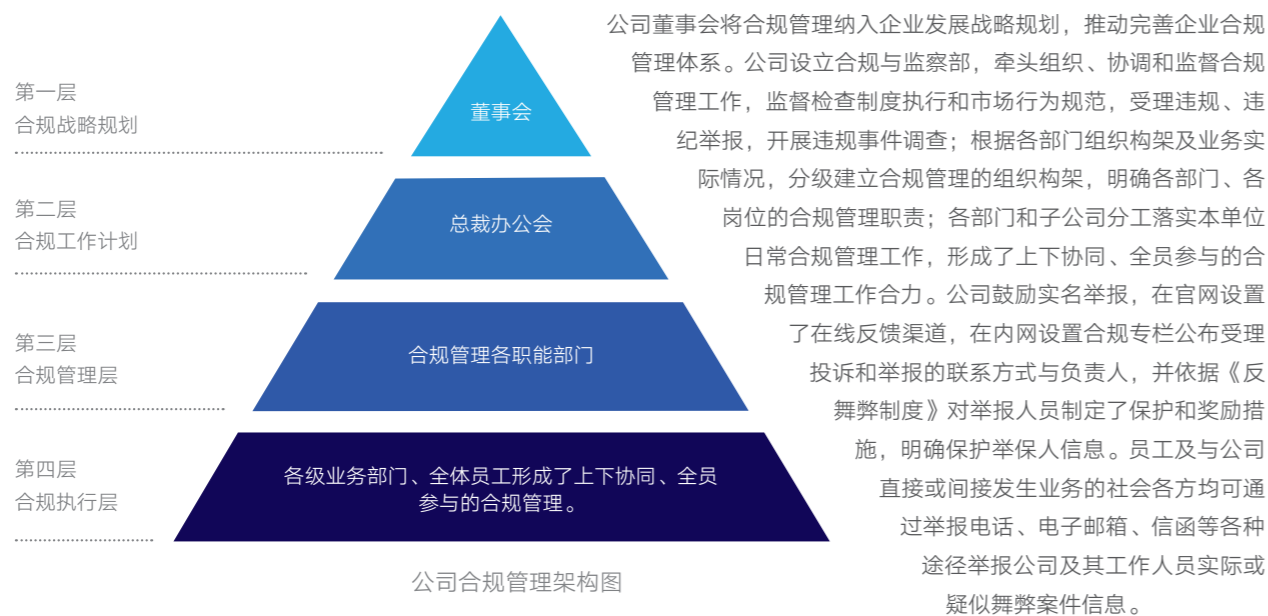 第一层
合规战略规划
董事会
第二层
合规工作计划
总裁办公会
第三层
合规管理层
合规管理各职能部门
第四层
合规执行层
各级业务部门、全体员工形成了上下协同、全员
参与的合规管理。
公司合规管理架构图
公司董事会将合规管理纳入企业发展战略规划，推动完善企业合规
管理体系。公司设立合规与监察部，牵头组织、协调和监督合规
管理工作，监督检查制度执行和市场行为规范，受理违规、违
纪举报，开展违规事件调查；根据各部门组织构架及业务实
际情况，分级建立合规管理的组织构架，明确各部门、各
岗位的合规管理职责；各部门和子公司分工落实本单位
日常合规管理工作，形成了上下协同、全员参与的合
规管理工作合力。公司鼓励实名举报，在官网设置
了在线反馈渠道，在内网设置合规专栏公布受理
投诉和举报的联系方式与负责人，并依据《反
舞弊制度》对举报人员制定了保护和奖励措
施，明确保护举保人信息。员工及与公司
直接或间接发生业务的社会各方均可通
过举报电话、电子邮箱、信函等各种
途径举报公司及其工作人员实际或
疑似舞弊案件信息。